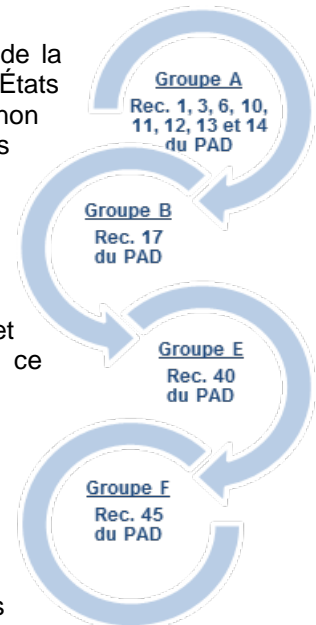 de la
États
non
s
Groupe A
Rec. 1, 3, 6, 10,
11, 12, 13 et 14
du PAD
Groupe B
Rec. 17
du PAD
et
ce
Groupe E
Rec. 40
du PAD
Groupe F
Rec. 45
du PAD
s